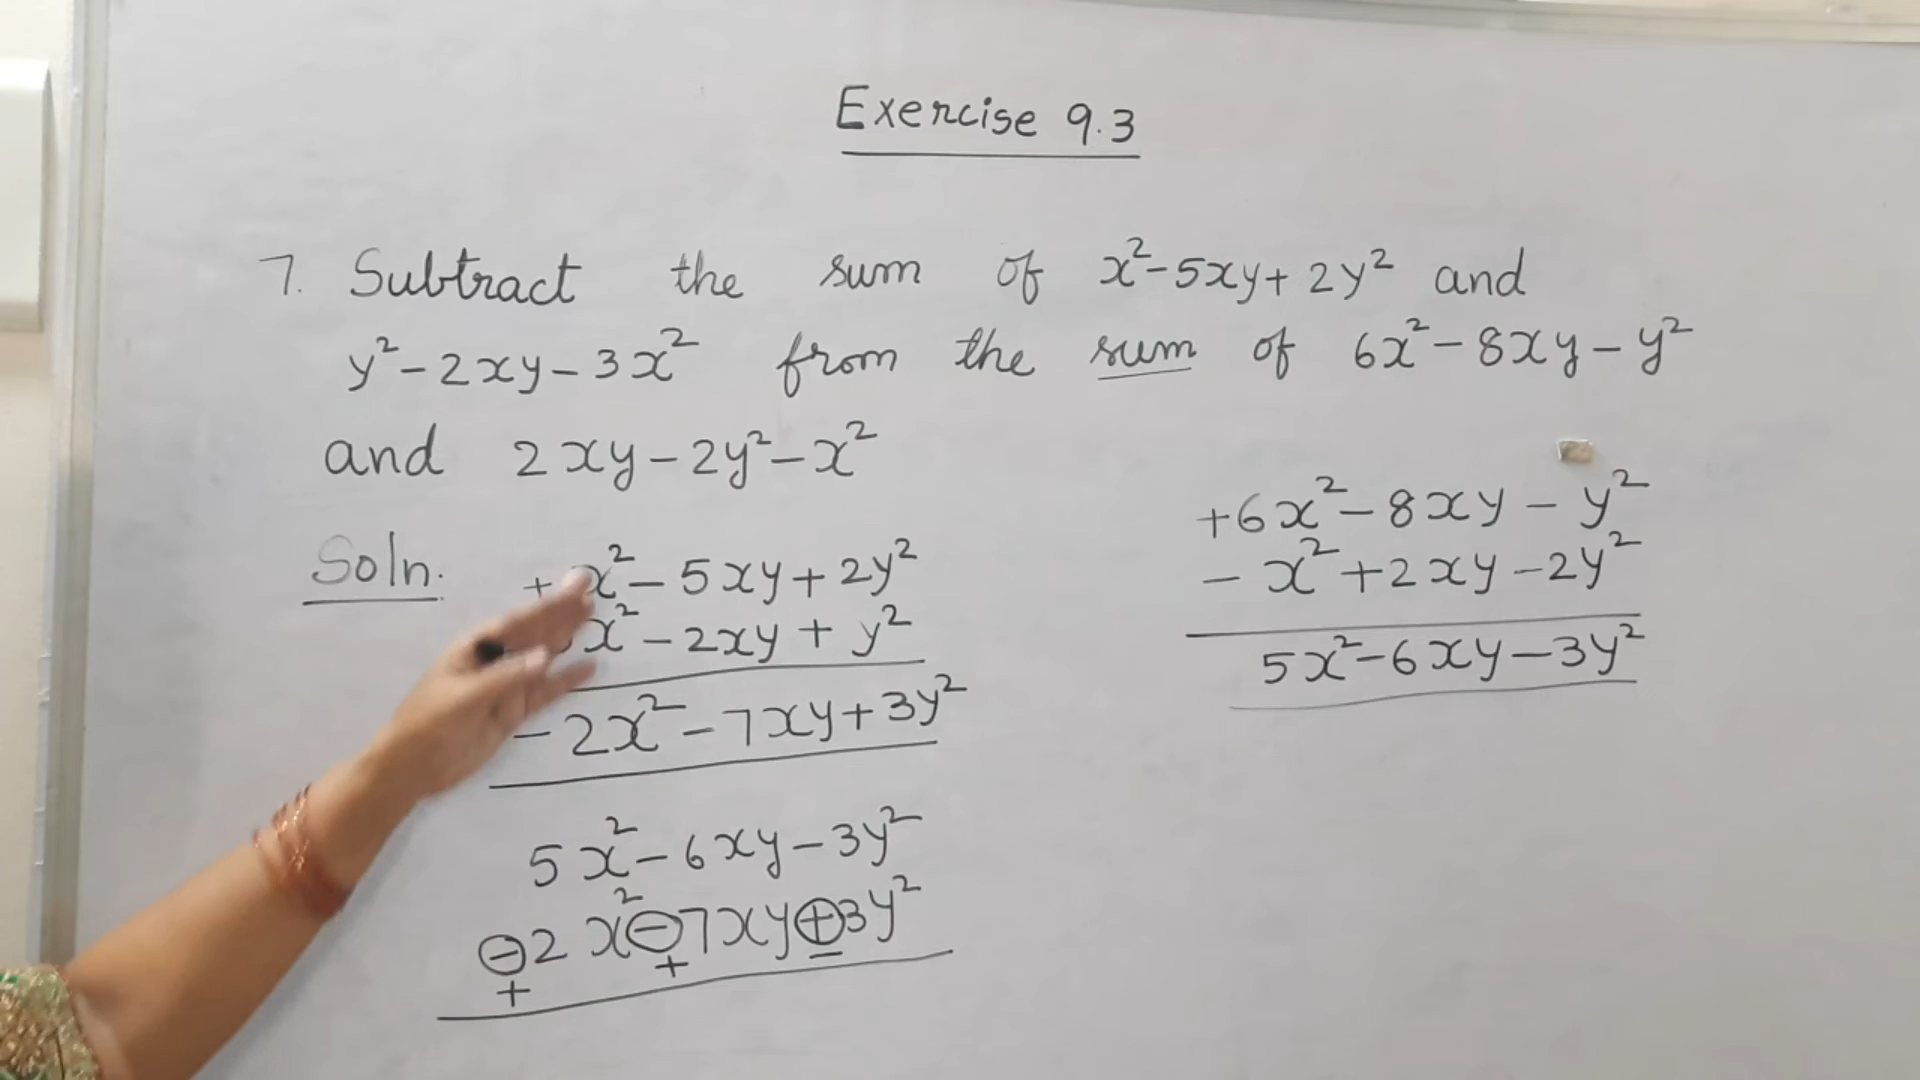 Exercise 9.3
7. Subtract the sum of x²-5xy+2y² and
y²-2xy-3x² from the sum of 6x²-8xy-y²
and 2xy-2y²-x²
Soln.
+x²-5xy+2y²
x²-2xy+y²
-2x²-7xy+3y²
5x²-6xy-3y²
⊖2x²⊖7xy⊕3y²
+ + -
+6x²-8xy-y²
-x²+2xy-2y²
5x²-6xy-3y²